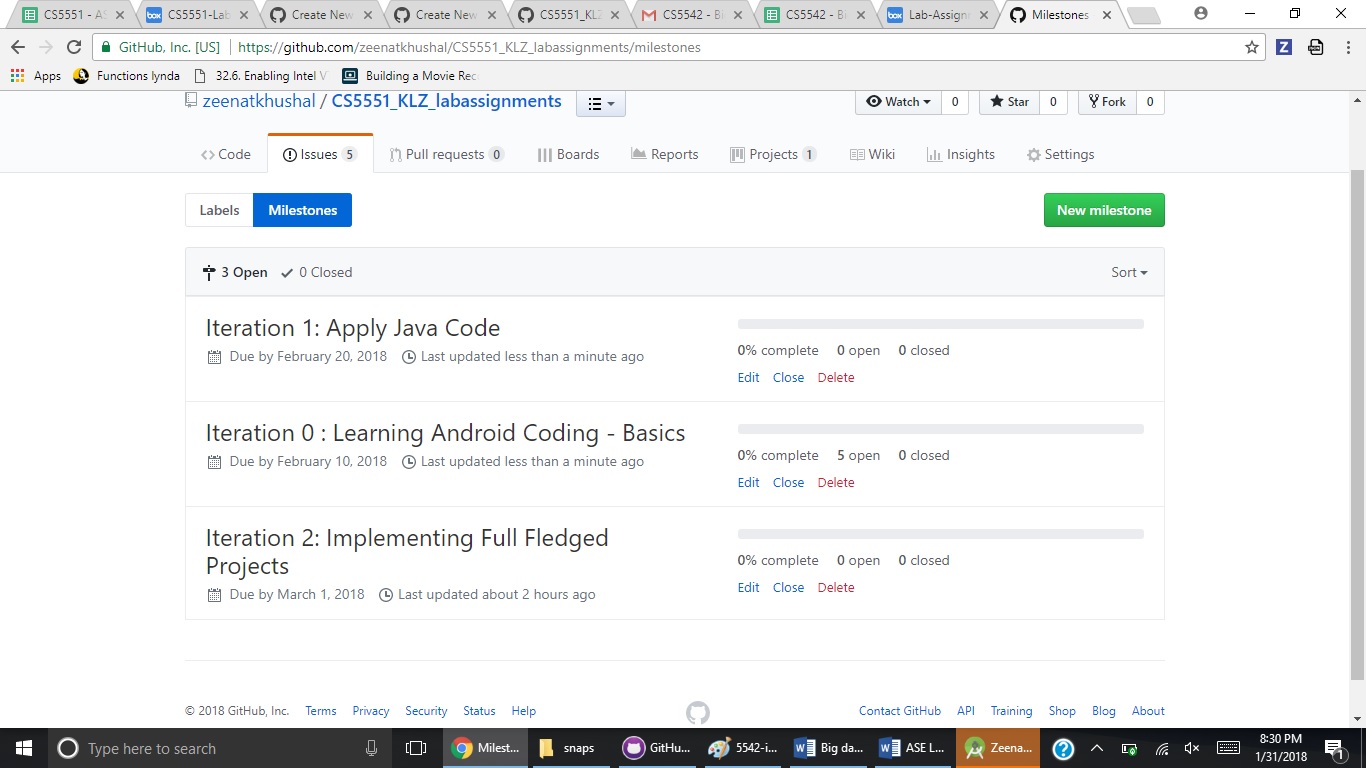 CS5551 - AS
CS5551-Lab
Create New
Create New
CS5551_KLZ
CS5542 - Bi
CS5542 - B
Lab-Assign
Milestones
GitHub, Inc. [US] https://github.com/zeenatkhushal/CS5551_KLZ_labassignments/milestones
Apps Functions lynda 32.6. Enabling Intel V Building a Movie Rec
zeenatkhushal / CS5551_KLZ_labassignments
Watch 0 Star 0 Fork 0
Code Issues 5 Pull requests 0 Boards Reports Projects 1 Wiki Insights Settings
Labels Milestones New milestone
3 Open 0 Closed Sort
Iteration 1: Apply Java Code
Due by February 20, 2018 Last updated less than a minute ago
0% complete 0 open 0 closed
Edit Close Delete
Iteration 0 : Learning Android Coding - Basics
Due by February 10, 2018 Last updated less than a minute ago
0% complete 5 open 0 closed
Edit Close Delete
Iteration 2: Implementing Full Fledged
Projects
Due by March 1, 2018 Last updated about 2 hours ago
0% complete 0 open 0 closed
Edit Close Delete
© 2018 GitHub, Inc. Terms Privacy Security Status Help
Contact GitHub API Training Shop Blog About
Type here to search
Milest...
snaps
GitHu...
5542-i...
Big da...
ASE L...
Zeena...
8:30 PM
1/31/2018
1